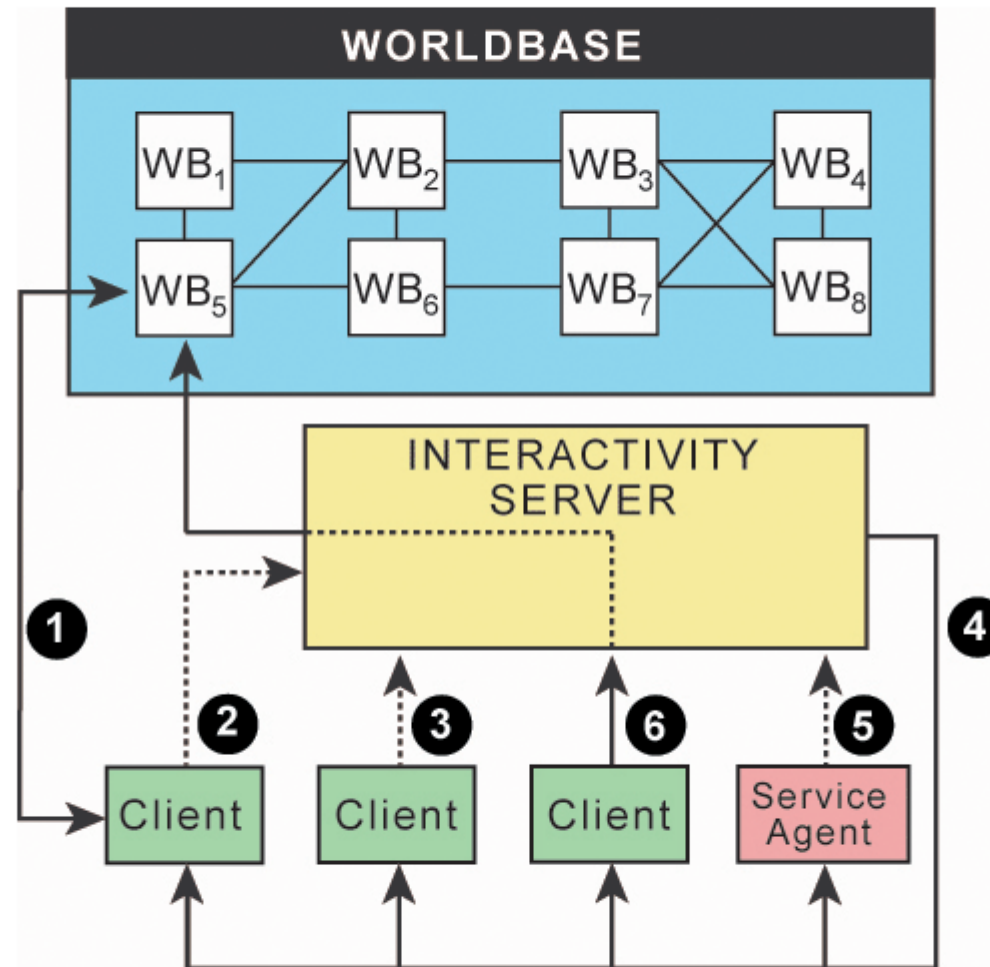 WORLDBASE
WB1 WB2 WB3 WB4
WB5 WB6 WB7 WB8
INTERACTIVITY
SERVER
1
4
2 3 6 5
Client Client Client Service
Agent